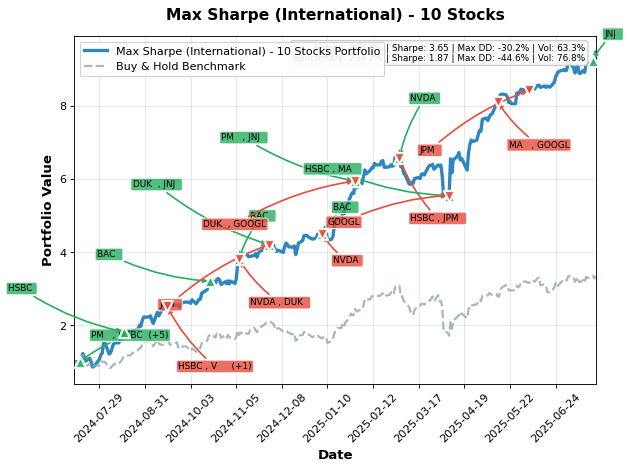 Max Sharpe (International) - 10 Stocks
Max Sharpe (International) - 10 Stocks Portfolio
Buy & Hold Benchmark
| Sharpe: 3.65 | Max DD: -30.2% | Vol: 63.3%
| Sharpe: 1.87 | Max DD: -44.6% | Vol: 76.8%
JNJ
NVDA
PM , JNJ
JPM
MA , GOOGL
HSBC , MA
DUK , JNJ
BAC
BAC
DUK , GOOGL
GOOGL
HSBC , JPM
BAC
NVDA
HSBC
NVDA , DUK
PM
(+5)
HSBC , V (+1)
Portfolio Value
8
6
4
2
2024-07-29
2024-08-31
2024-10-03
2024-11-05
2024-12-08
2025-01-10
2025-02-12
2025-03-17
2025-04-19
2025-05-22
2025-06-24
Date